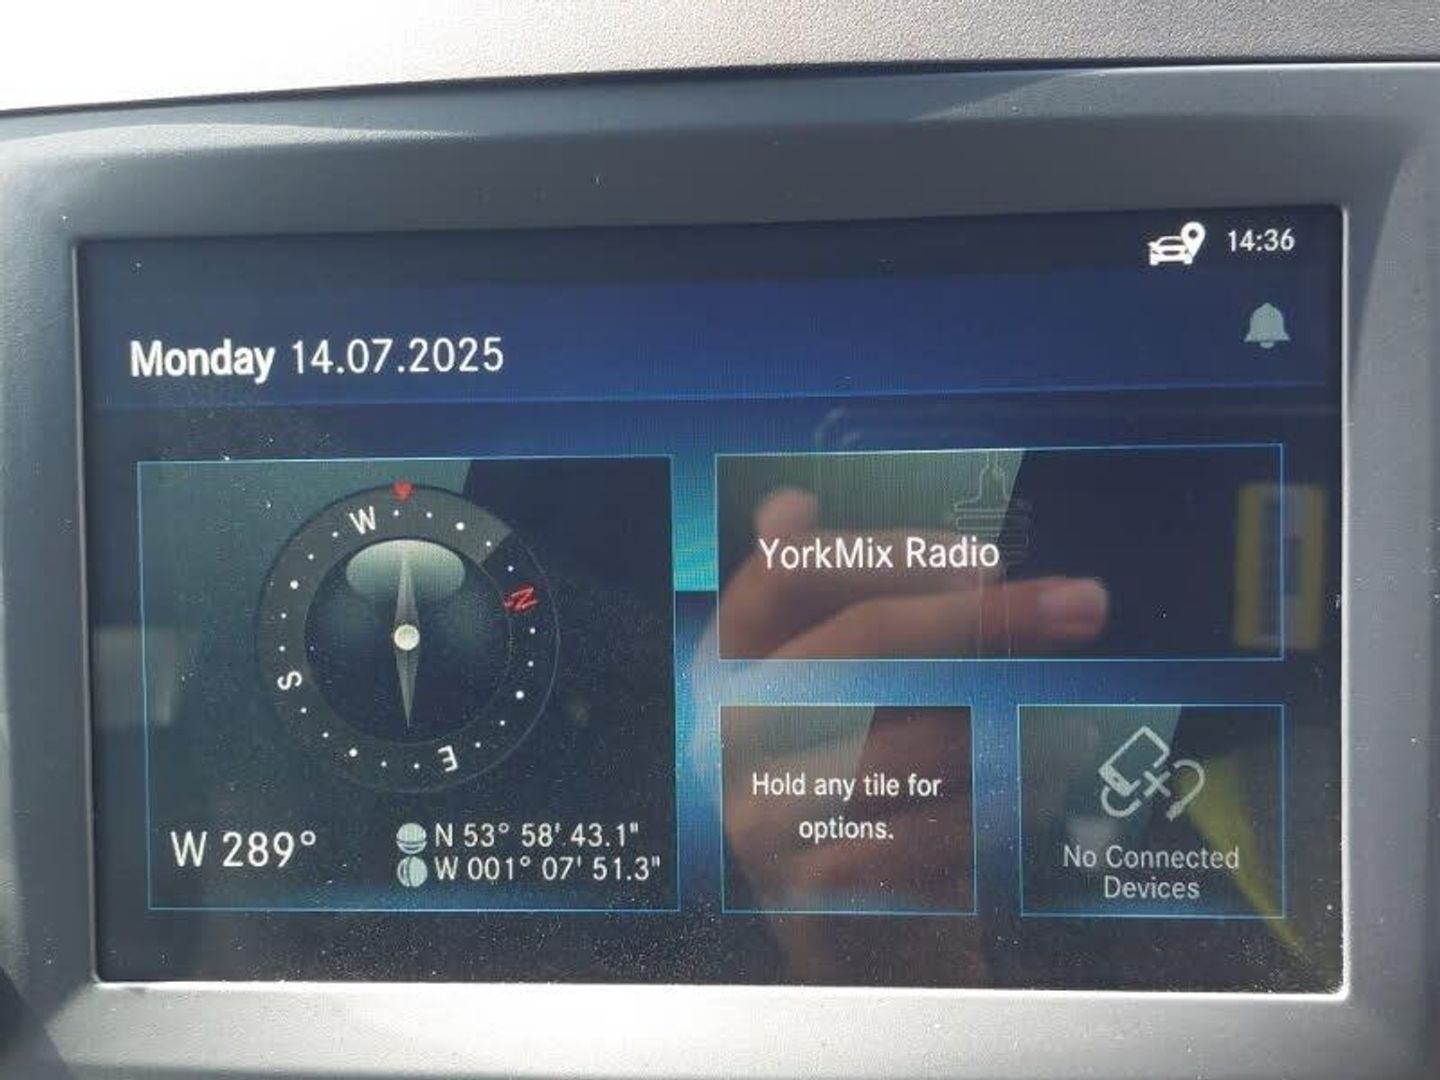 14:36
Monday 14.07.2025
W
N
S
E
W 289°
N 53° 58' 43.1"
W 001° 07' 51.3"
YorkMix Radio
Hold any tile for
options.
No Connected
Devices